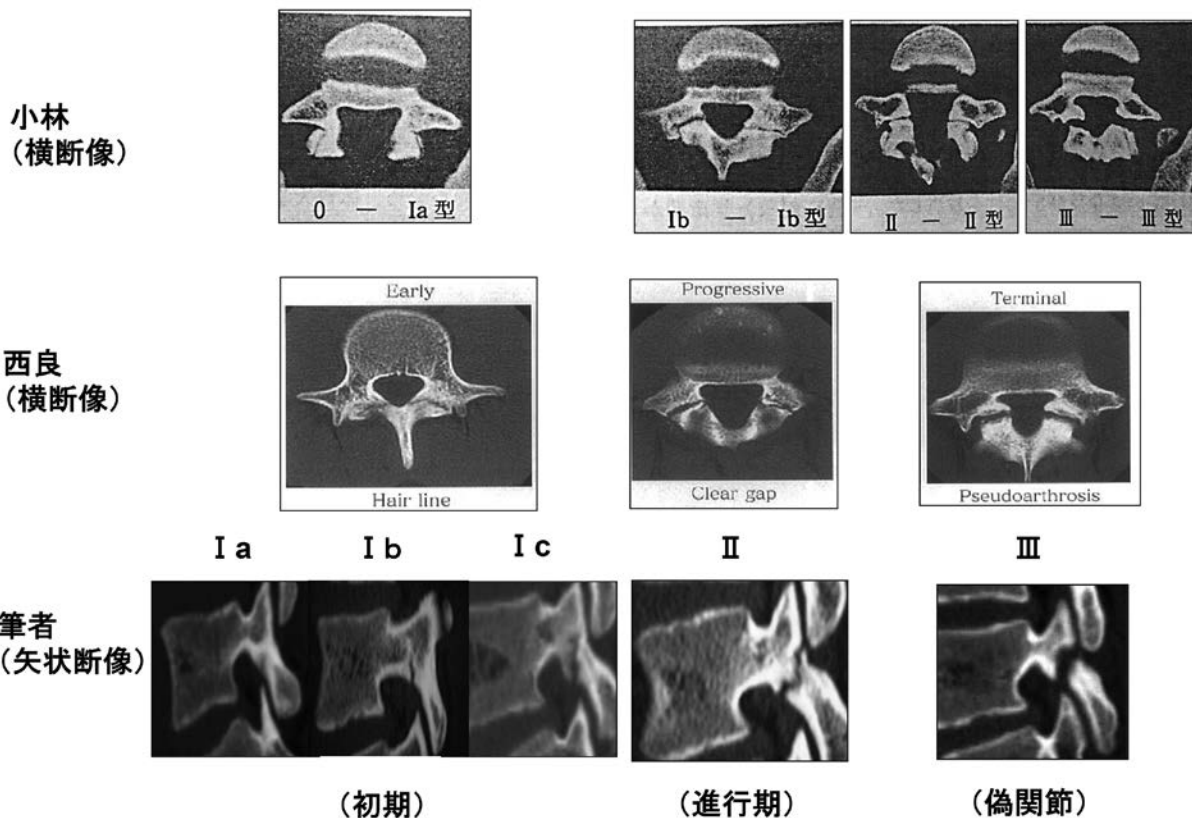 小林
(横断像)
0 — Ia型
Ib — Ib型
II — II型
III — III型
西良
(横断像)
Early
Hair line
Progressive
Clear gap
Terminal
Pseudoarthrosis
Ⅰa
Ⅰb
Ⅰc
Ⅱ
Ⅲ
筆者
(矢状断像)
(初期)
(進行期)
(偽関節)